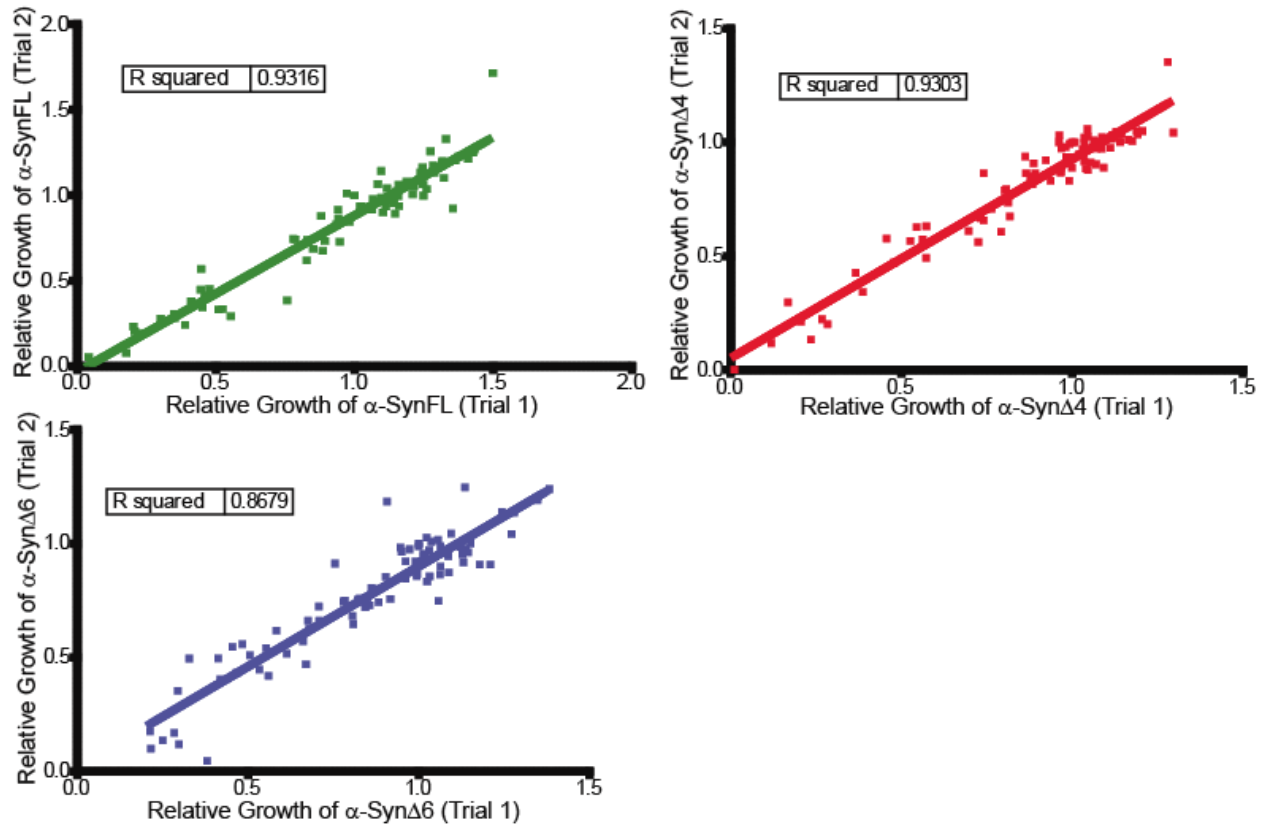 Relative Growth of α-SynFL (Trial 2)
2.0
1.5
1.0
0.5
0.0
R squared 0.9316
0.0 0.5 1.0 1.5 2.0
Relative Growth of α-SynFL (Trial 1)
Relative Growth of α-SynΔ4 (Trial 2)
1.5
1.0
0.5
0.0
R squared 0.9303
0.0 0.5 1.0 1.5
Relative Growth of α-SynΔ4 (Trial 1)
Relative Growth of α-SynΔ6 (Trial 2)
1.5
1.0
0.5
0.0
R squared 0.8679
0.0 0.5 1.0 1.5
Relative Growth of α-SynΔ6 (Trial 1)